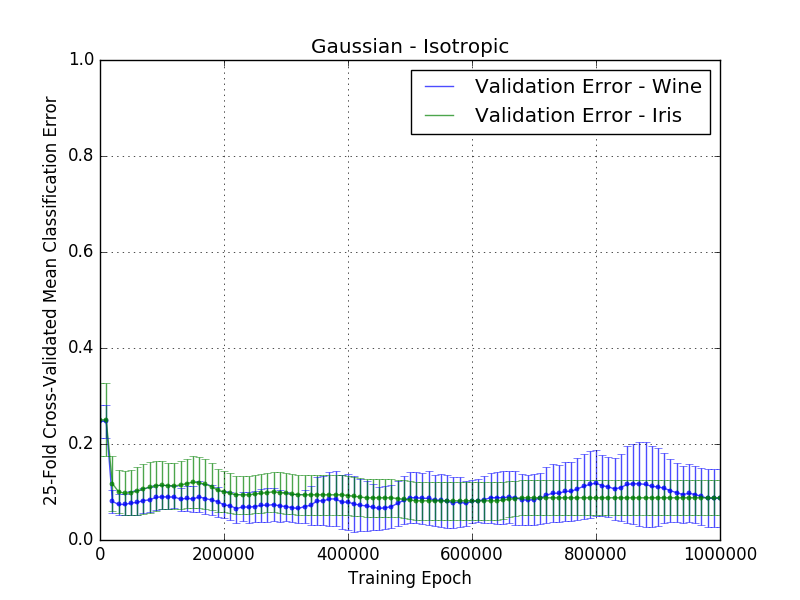 Gaussian - Isotropic
Validation Error - Wine
Validation Error - Iris
25-Fold Cross-Validated Mean Classification Error
1.0
0.8
0.6
0.4
0.2
0.0
0 200000 400000 600000 800000 1000000
Training Epoch